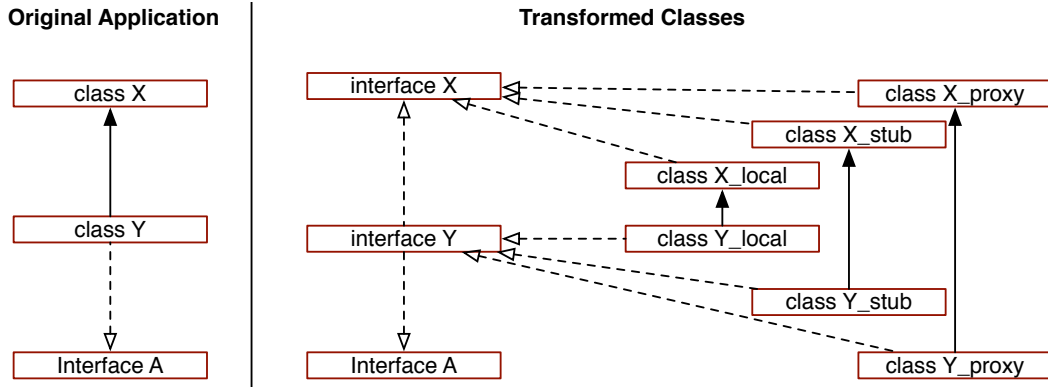 Original Application
Transformed Classes
class X
class Y
Interface A
interface X
class X_proxy
class X_stub
class X_local
interface Y
class Y_local
class Y_stub
Interface A
class Y_proxy